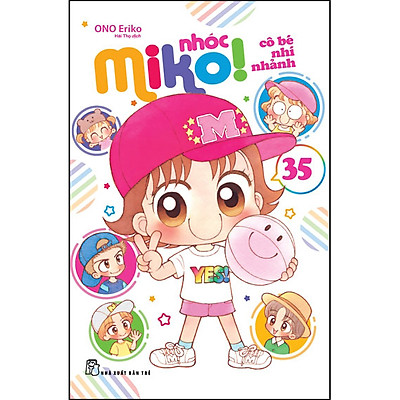 ONO Eriko
Hải Thọ dịch
nhóc
miko!
cô bé
nhí
nhảnh
35
M
YES!
NHÀ XUẤT BẢN TRẺ